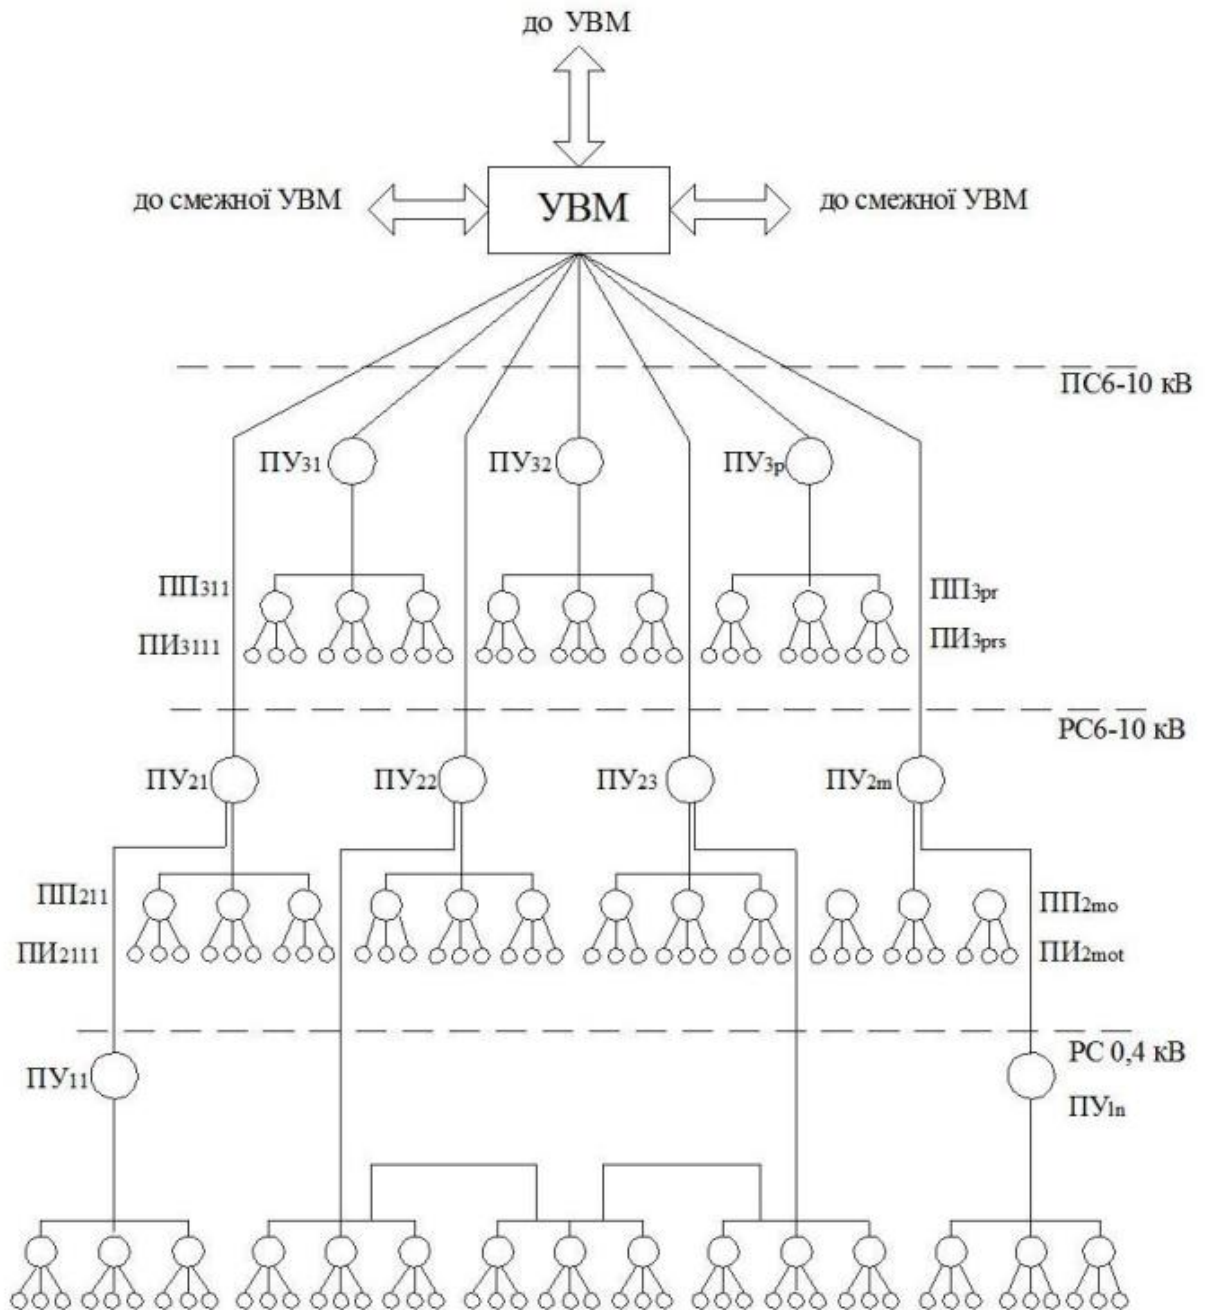 до УВМ
до смежної УВМ
УВМ
до смежної УВМ
ПС6-10 кВ
ПУ31
ПУ32
ПУ3р
ПП311
ПП3pr
ПИ3111
ПИ3prs
РС6-10 кВ
ПУ21
ПУ22
ПУ23
ПУ2m
ПП211
ПП2mo
ПИ2111
ПИ2mot
РС 0,4 кВ
ПУ11
ПУ1n